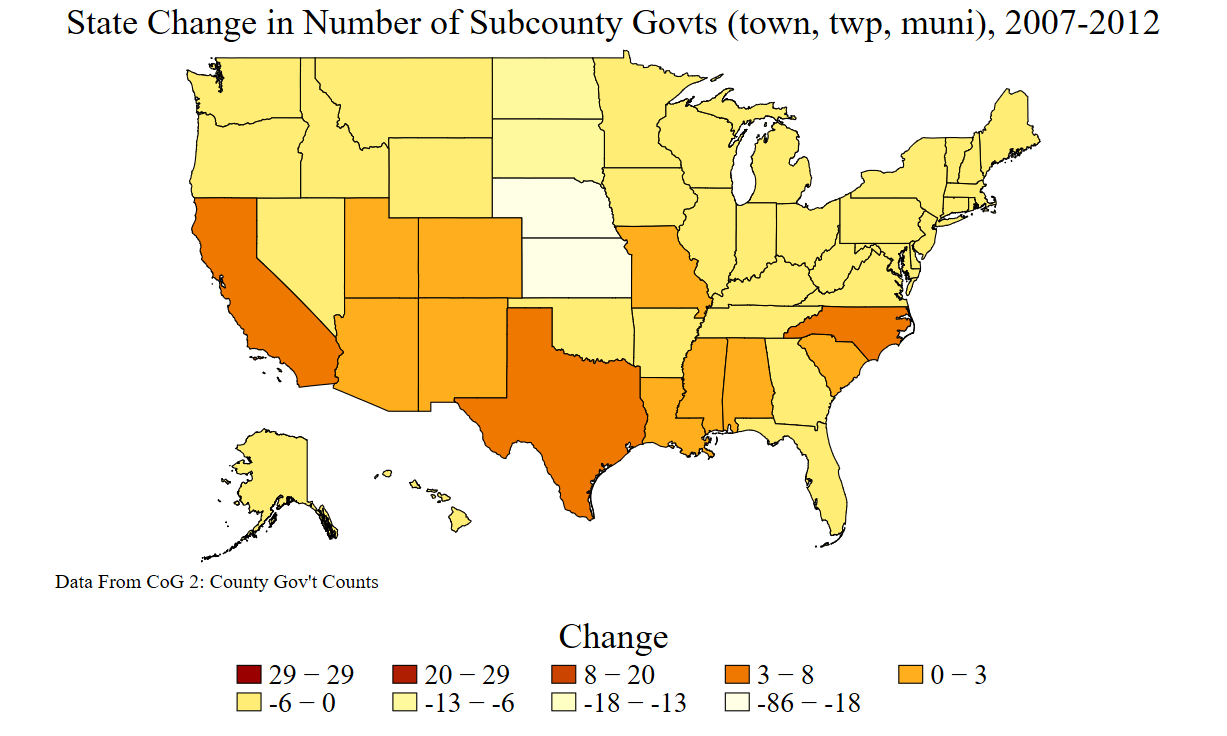 State Change in Number of Subcounty Govts (town, twp, muni), 2007-2012
Data From CoG 2: County Gov't Counts
Change
29 − 29 20 − 29 8 − 20 3 − 8 0 − 3
-6 − 0 -13 − -6 -18 − -13 -86 − -18